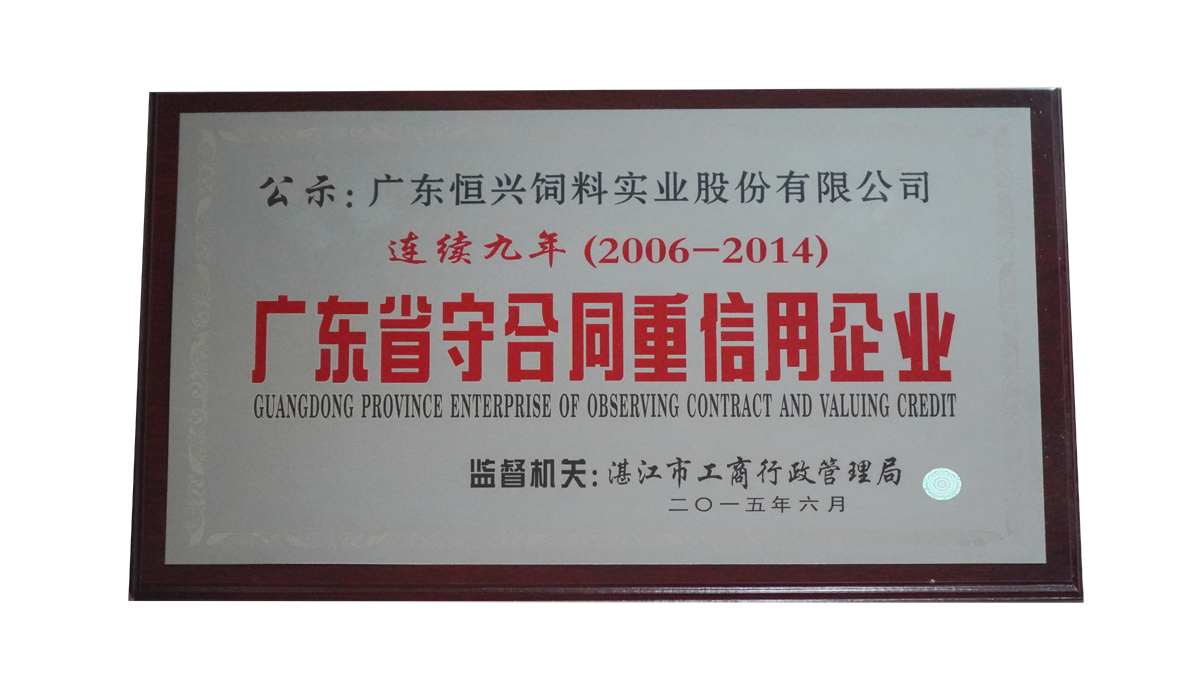 公示:广东恒兴饲料实业股份有限公司
连续九年(2006-2014)
广东省守合同重信用企业
GUANGDONG PROVINCE ENTERPRISE OF OBSERVING CONTRACT AND VALUING CREDIT
监督机关:湛江市工商行政管理局
二〇一五年六月